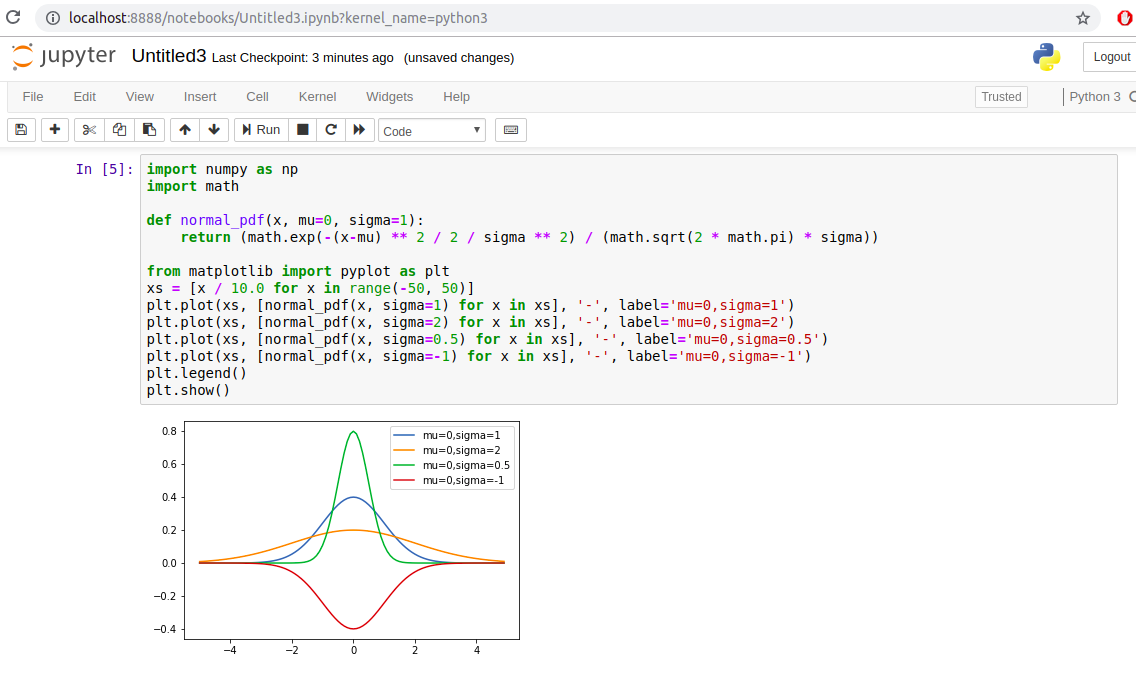 localhost:8888/notebooks/Untitled3.ipynb?kernel_name=python3
jupyter Untitled3 Last Checkpoint: 3 minutes ago (unsaved changes) Logout
File Edit View Insert Cell Kernel Widgets Help Trusted Python 3
Run Code
In [5]: import numpy as np
import math
def normal_pdf(x, mu=0, sigma=1):
    return (math.exp(-(x-mu) ** 2 / 2 / sigma ** 2) / (math.sqrt(2 * math.pi) * sigma))
from matplotlib import pyplot as plt
xs = [x / 10.0 for x in range(-50, 50)]
plt.plot(xs, [normal_pdf(x, sigma=1) for x in xs], '-', label='mu=0,sigma=1')
plt.plot(xs, [normal_pdf(x, sigma=2) for x in xs], '-', label='mu=0,sigma=2')
plt.plot(xs, [normal_pdf(x, sigma=0.5) for x in xs], '-', label='mu=0,sigma=0.5')
plt.plot(xs, [normal_pdf(x, sigma=-1) for x in xs], '-', label='mu=0,sigma=-1')
plt.legend()
plt.show()
0.8
0.6
0.4
0.2
0.0
−0.2
−0.4
mu=0,sigma=1
mu=0,sigma=2
mu=0,sigma=0.5
mu=0,sigma=-1
−4 −2 0 2 4